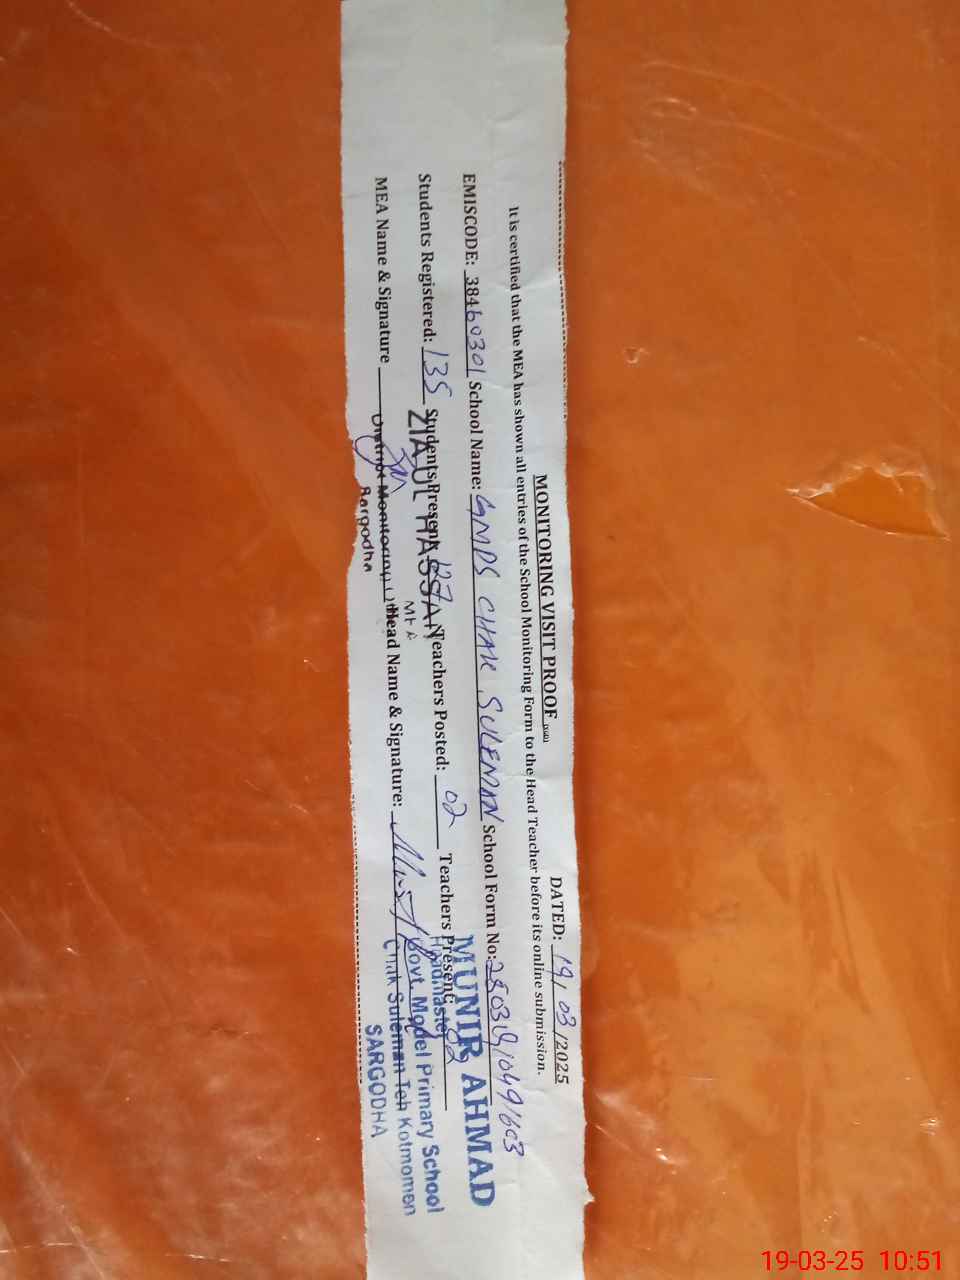 MONITORING VISIT PROOF
DATED: 19/03/2025
It is certified that the MEA has shown all entries of the School Monitoring Form to the Head Teacher before its online submission.
EMISCODE: 38460301 School Name: GMPS CHAK SULEMAN School Form No:
Students Registered: 135 Students Present: 127 Teachers Posted: 02 Teachers Present: 02
MEA Name & Signature Head Name & Signature:
ZIA UL HASSAN
MEA
District Monitoring
Sargodha
MUNIR AHMAD
Headmaster
Govt. Model Primary School
Chak Suleman Teh Kotmomen
SARGODHA
19-03-25 10:51